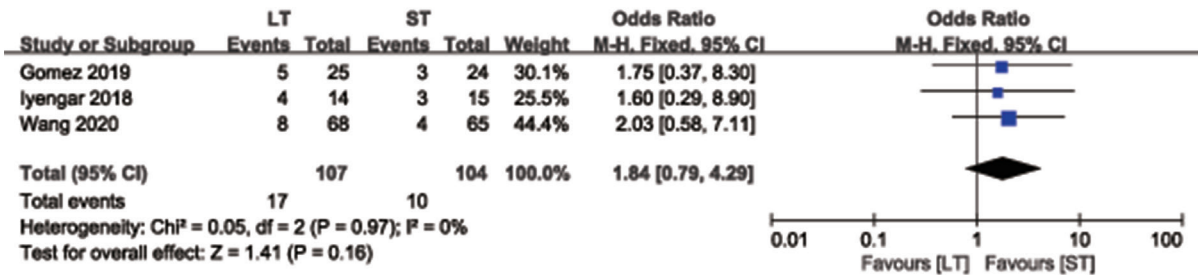 LT ST Odds Ratio Odds Ratio
Study or Subgroup Events Total Events Total Weight M-H, Fixed, 95% CI M-H, Fixed, 95% CI
Gomez 2019 5 25 3 24 30.1% 1.75 [0.37, 8.30]
Iyengar 2018 4 14 3 15 25.5% 1.60 [0.29, 8.90]
Wang 2020 8 68 4 65 44.4% 2.03 [0.58, 7.11]
Total (95% CI) 107 104 100.0% 1.84 [0.79, 4.29]
Total events 17 10
Heterogeneity: Chi² = 0.05, df = 2 (P = 0.97); I² = 0%
Test for overall effect: Z = 1.41 (P = 0.16)
0.01 0.1 1 10 100
Favours [LT] Favours [ST]